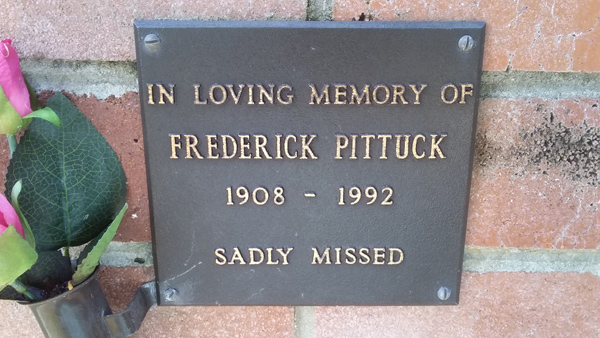 IN LOVING MEMORY OF
FREDERICK PITTUCK
1908 - 1992
SADLY MISSED